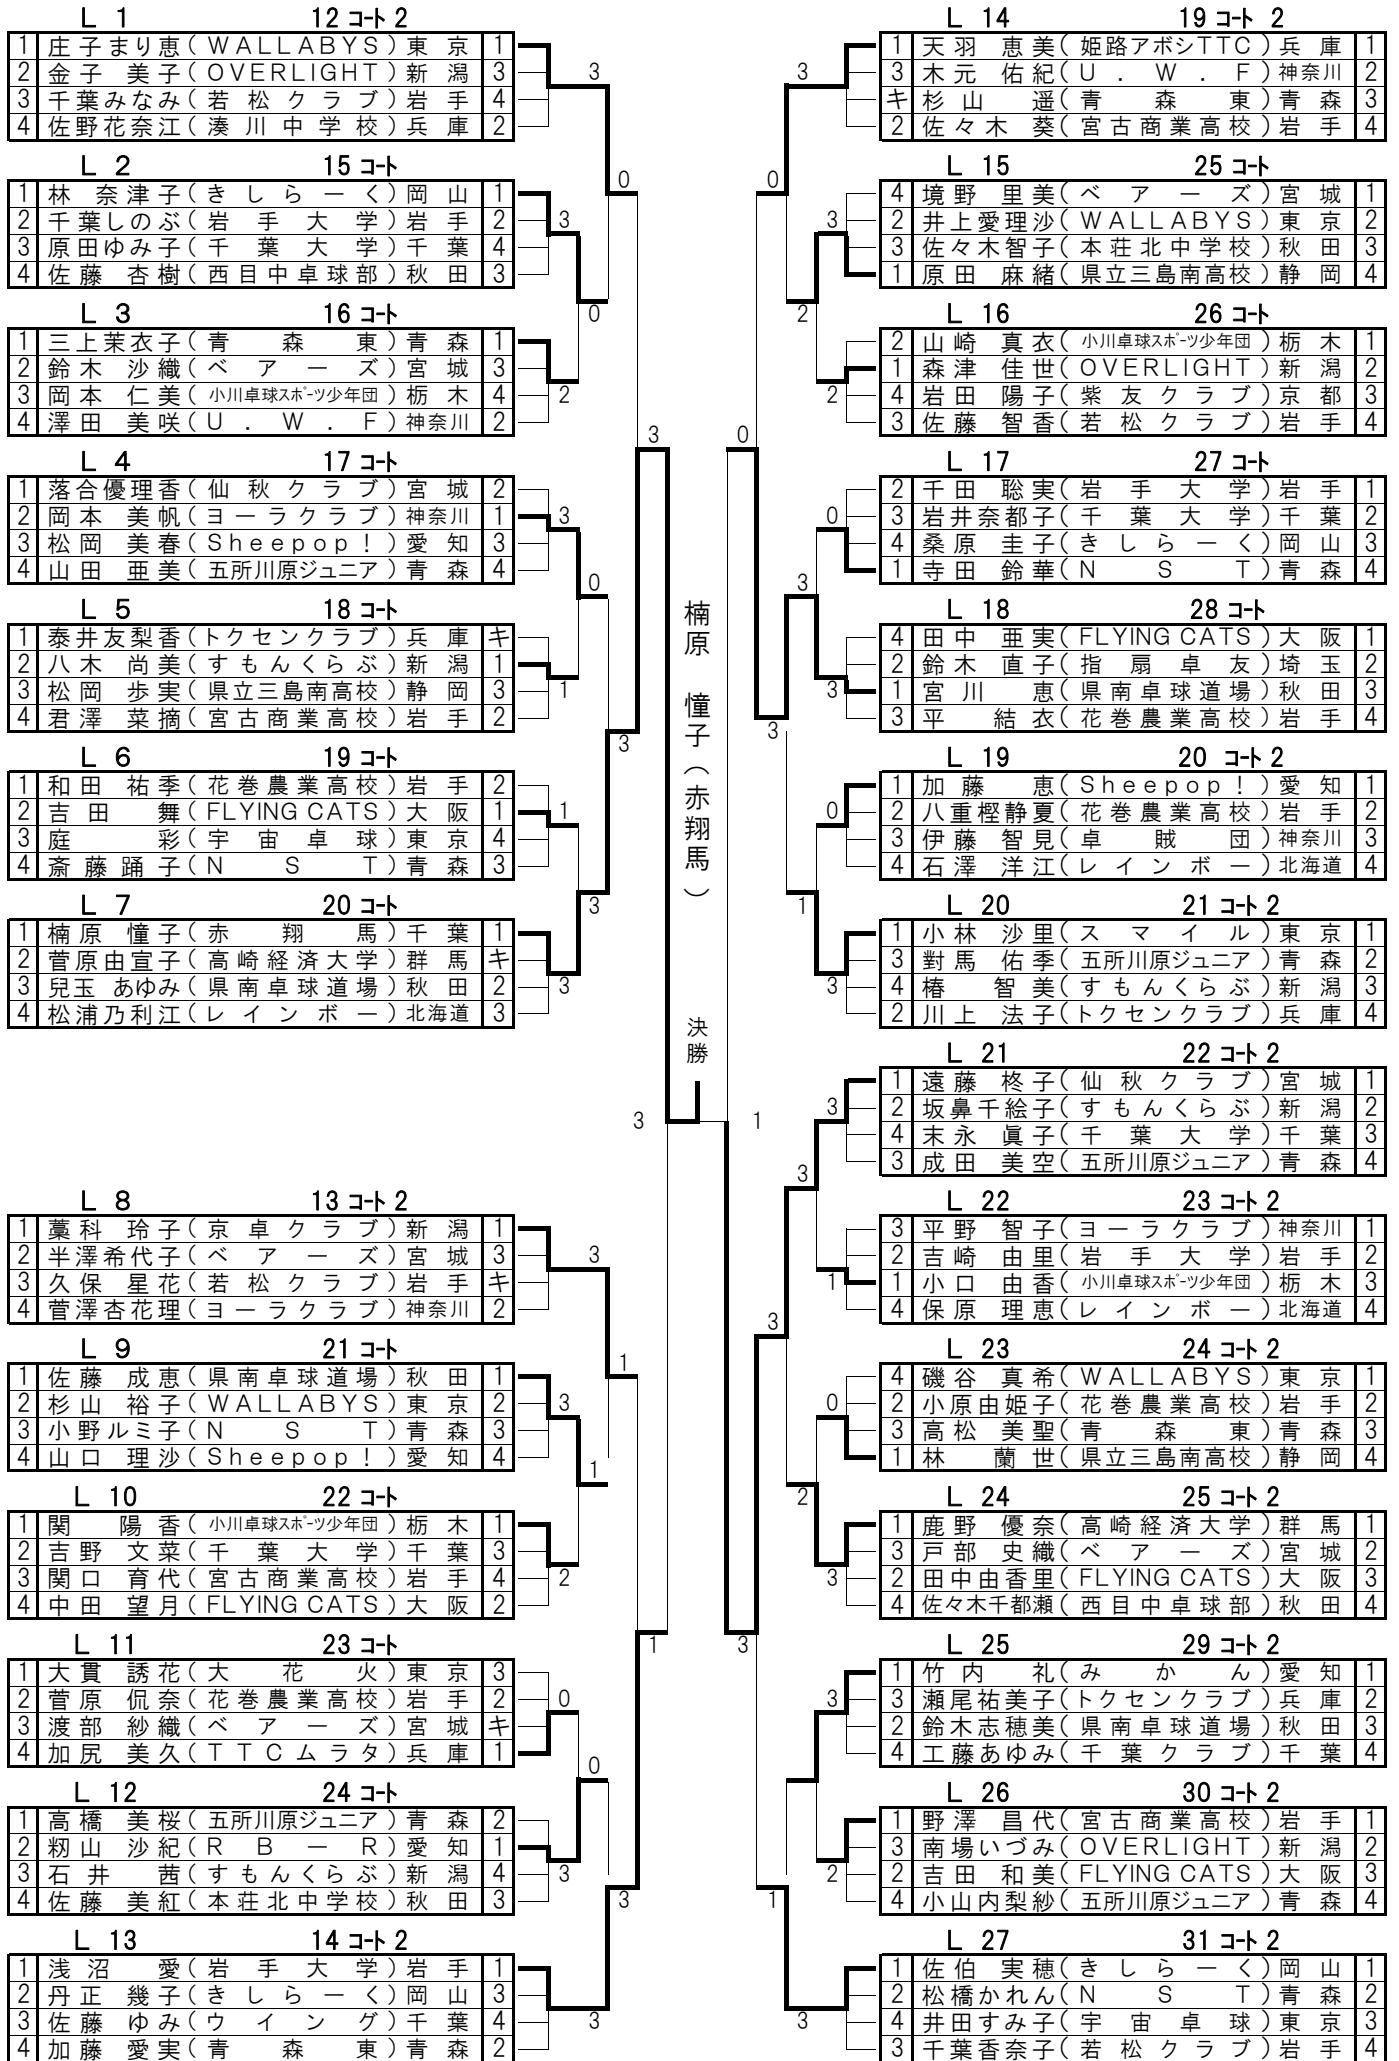 L 1 12 コート 2
1 庄子まり恵 ( WALLABYS ) 東京 1
2 金子 美子 ( OVERLIGHT ) 新潟 3
3 千葉みなみ ( 若松クラブ ) 岩手 4
4 佐野花奈江 ( 湊川中学校 ) 兵庫 2
3
L 2 15 コート
0
1 林 奈津子 ( きしらーく ) 岡山 1
2 千葉しのぶ ( 岩手大学 ) 岩手 2
3 原田ゆみ子 ( 千葉大学 ) 千葉 4
4 佐藤 杏樹 ( 西目中卓球部 ) 秋田 3
3
0
L 3 16 コート
1 三上茉衣子 ( 青森東 ) 青森 1
2 鈴木 沙織 ( ベアーズ ) 宮城 3
3 岡本 仁美 ( 小川卓球スポーツ少年団 ) 栃木 4
4 澤田 美咲 ( U.W.F ) 神奈川 2
2
3
L 4 17 コート
1 落合優理香 ( 仙秋クラブ ) 宮城 2
2 岡本 美帆 ( ヨーラクラブ ) 神奈川 1
3 松岡 美春 ( Sheepop! ) 愛知 3
4 山田 亜美 ( 五所川原ジュニア ) 青森 4
3
0
L 5 18 コート
1 泰井友梨香 ( トクセンクラブ ) 兵庫 キ
2 八木 尚美 ( すもんくらぶ ) 新潟 1
3 松岡 歩実 ( 県立三島南高校 ) 静岡 3
4 君澤 菜摘 ( 宮古商業高校 ) 岩手 2
1
3
L 6 19 コート
1 和田 祐季 ( 花巻農業高校 ) 岩手 2
2 吉田 舞 ( FLYING CATS ) 大阪 1
3 庭 彩 ( 宇宙卓球 ) 東京 4
4 斎藤踊子 ( NST ) 青森 3
1
3
L 7 20 コート
1 楠原 憧子 ( 赤翔馬 ) 千葉 1
2 菅原由宣子 ( 高崎経済大学 ) 群馬 キ
3 兒玉 あゆみ ( 県南卓球道場 ) 秋田 2
4 松浦乃利江 ( レインボー ) 北海道 3
3
3
L 8 13 コート 2
1 藁科 玲子 ( 京卓クラブ ) 新潟 1
2 半澤希代子 ( ベアーズ ) 宮城 3
3 久保 星花 ( 若松クラブ ) 岩手 キ
4 菅澤杏花理 ( ヨーラクラブ ) 神奈川 2
3
L 9 21 コート
1
1 佐藤 成恵 ( 県南卓球道場 ) 秋田 1
2 杉山 裕子 ( WALLABYS ) 東京 2
3 小野ルミ子 ( NST ) 青森 3
4 山口 理沙 ( Sheepop! ) 愛知 4
3
1
L 10 22 コート
1 関 陽香 ( 小川卓球スポーツ少年団 ) 栃木 1
2 吉野 文菜 ( 千葉大学 ) 千葉 3
3 関口 育代 ( 宮古商業高校 ) 岩手 4
4 中田 望月 ( FLYING CATS ) 大阪 2
2
1
L 11 23 コート
1 大貫 誘花 ( 大花火 ) 東京 3
2 菅原 侃奈 ( 花巻農業高校 ) 岩手 2
3 渡部 紗織 ( ベアーズ ) 宮城 キ
4 加尻 美久 ( TTCムラタ ) 兵庫 1
0
0
L 12 24 コート
1 高橋 美桜 ( 五所川原ジュニア ) 青森 2
2 籾山 沙紀 ( RB-R ) 愛知 1
3 石井 茜 ( すもんくらぶ ) 新潟 4
4 佐藤 美紅 ( 本荘北中学校 ) 秋田 3
3
3
L 13 14 コート 2
1 浅沼 愛 ( 岩手大学 ) 岩手 1
2 丹正 幾子 ( きしらーく ) 岡山 3
3 佐藤 ゆみ ( ウイング ) 千葉 4
4 加藤 愛実 ( 青森東 ) 青森 2
3
楠原 憧子(赤翔馬)
決勝
L 14 19 コート 2
1 天羽 恵美 ( 姫路アボシTTC ) 兵庫 1
3 木元 佑紀 ( U.W.F ) 神奈川 2
キ 杉山 遥 ( 青森東 ) 青森 3
2 佐々木 葵 ( 宮古商業高校 ) 岩手 4
3
L 15 25 コート
0
4 境野 里美 ( ベアーズ ) 宮城 1
2 井上愛理沙 ( WALLABYS ) 東京 2
3 佐々木智子 ( 本荘北中学校 ) 秋田 3
1 原田 麻緒 ( 県立三島南高校 ) 静岡 4
3
2
L 16 26 コート
2 山崎 真衣 ( 小川卓球スポーツ少年団 ) 栃木 1
1 森津 佳世 ( OVERLIGHT ) 新潟 2
4 岩田 陽子 ( 紫友クラブ ) 京都 3
3 佐藤 智香 ( 若松クラブ ) 岩手 4
2
0
L 17 27 コート
2 千田 聡実 ( 岩手大学 ) 岩手 1
3 岩井奈都子 ( 千葉大学 ) 千葉 2
4 桑原 圭子 ( きしらーく ) 岡山 3
1 寺田 鈴華 ( NST ) 青森 4
0
3
L 18 28 コート
4 田中 亜実 ( FLYING CATS ) 大阪 1
2 鈴木 直子 ( 指扇卓友 ) 埼玉 2
1 宮川 恵 ( 県南卓球道場 ) 秋田 3
3 平 結衣 ( 花巻農業高校 ) 岩手 4
3
3
L 19 20 コート 2
1 加藤 恵 ( Sheepop! ) 愛知 1
2 八重樫静夏 ( 花巻農業高校 ) 岩手 2
3 伊藤 智見 ( 卓賊団 ) 神奈川 3
4 石澤 洋江 ( レインボー ) 北海道 4
0
1
L 20 21 コート 2
1 小林 沙里 ( スマイル ) 東京 1
3 對馬 佑季 ( 五所川原ジュニア ) 青森 2
4 椿 智美 ( すもんくらぶ ) 新潟 3
2 川上 法子 ( トクセンクラブ ) 兵庫 4
3
L 21 22 コート 2
1 遠藤 柊子 ( 仙秋クラブ ) 宮城 1
2 坂鼻千絵子 ( すもんくらぶ ) 新潟 2
4 末永 眞子 ( 千葉大学 ) 千葉 3
3 成田 美空 ( 五所川原ジュニア ) 青森 4
3
1
3
L 22 23 コート 2
3 平野 智子 ( ヨーラクラブ ) 神奈川 1
2 吉崎 由里 ( 岩手大学 ) 岩手 2
1 小口 由香 ( 小川卓球スポーツ少年団 ) 栃木 3
4 保原 理恵 ( レインボー ) 北海道 4
1
3
L 23 24 コート 2
4 磯谷 真希 ( WALLABYS ) 東京 1
2 小原由姫子 ( 花巻農業高校 ) 岩手 2
3 高松 美聖 ( 青森東 ) 青森 3
1 林 蘭世 ( 県立三島南高校 ) 静岡 4
0
2
L 24 25 コート 2
1 鹿野 優奈 ( 高崎経済大学 ) 群馬 1
3 戸部 史織 ( ベアーズ ) 宮城 2
2 田中由香里 ( FLYING CATS ) 大阪 3
4 佐々木千都瀬 ( 西目中卓球部 ) 秋田 4
3
3
L 25 29 コート 2
1 竹内 礼 ( みかん ) 愛知 1
3 瀬尾祐美子 ( トクセンクラブ ) 兵庫 2
2 鈴木志穂美 ( 県南卓球道場 ) 秋田 3
4 工藤あゆみ ( 千葉クラブ ) 千葉 4
3
L 26 30 コート 2
1 野澤 昌代 ( 宮古商業高校 ) 岩手 1
3 南場いづみ ( OVERLIGHT ) 新潟 2
2 吉田 和美 ( FLYING CATS ) 大阪 3
4 小山内梨紗 ( 五所川原ジュニア ) 青森 4
2
1
L 27 31 コート 2
1 佐伯 実穂 ( きしらーく ) 岡山 1
2 松橋かれん ( NST ) 青森 2
4 井田すみ子 ( 宇宙卓球 ) 東京 3
3 千葉香奈子 ( 若松クラブ ) 岩手 4
3